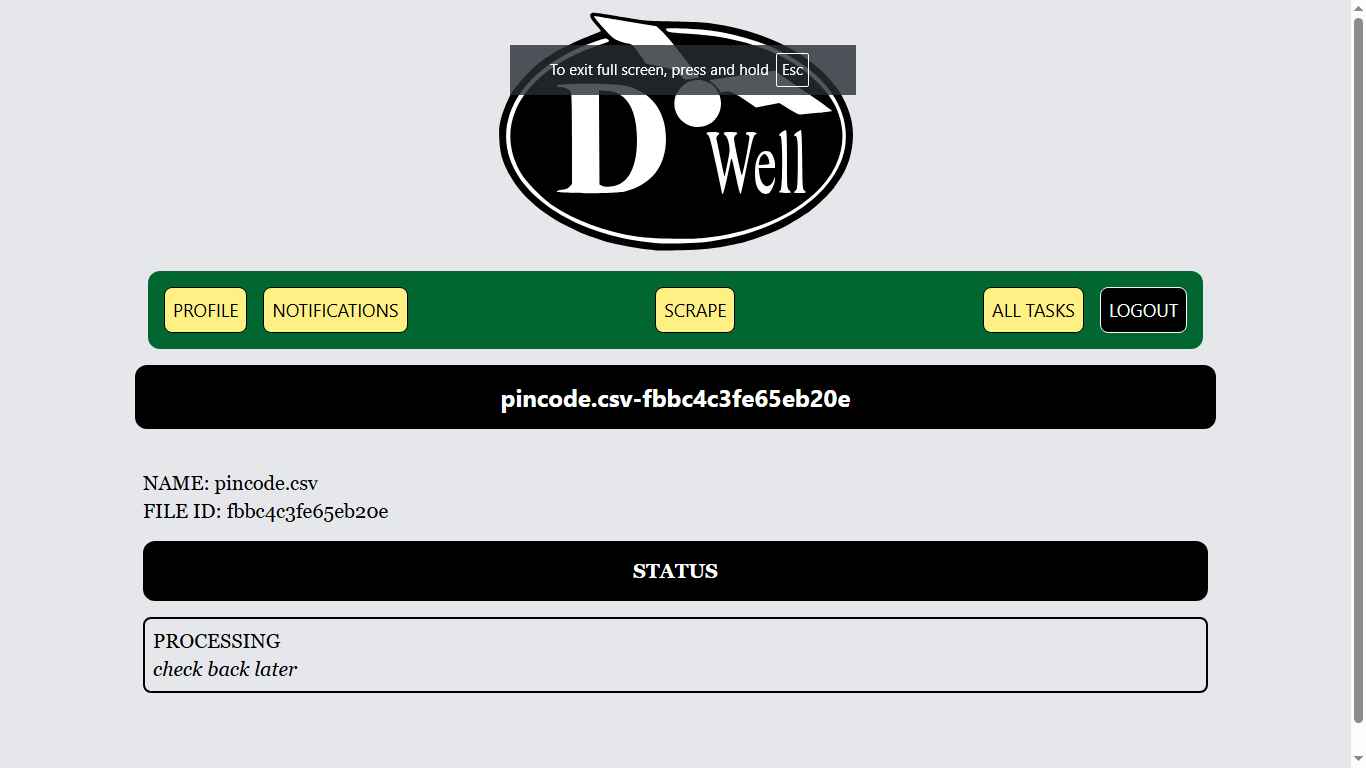 To exit full screen, press and hold Esc
D Well
PROFILE NOTIFICATIONS SCRAPE ALL TASKS LOGOUT
pincode.csv-fbbc4c3fe65eb20e
NAME: pincode.csv
FILE ID: fbbc4c3fe65eb20e
STATUS
PROCESSING
check back later